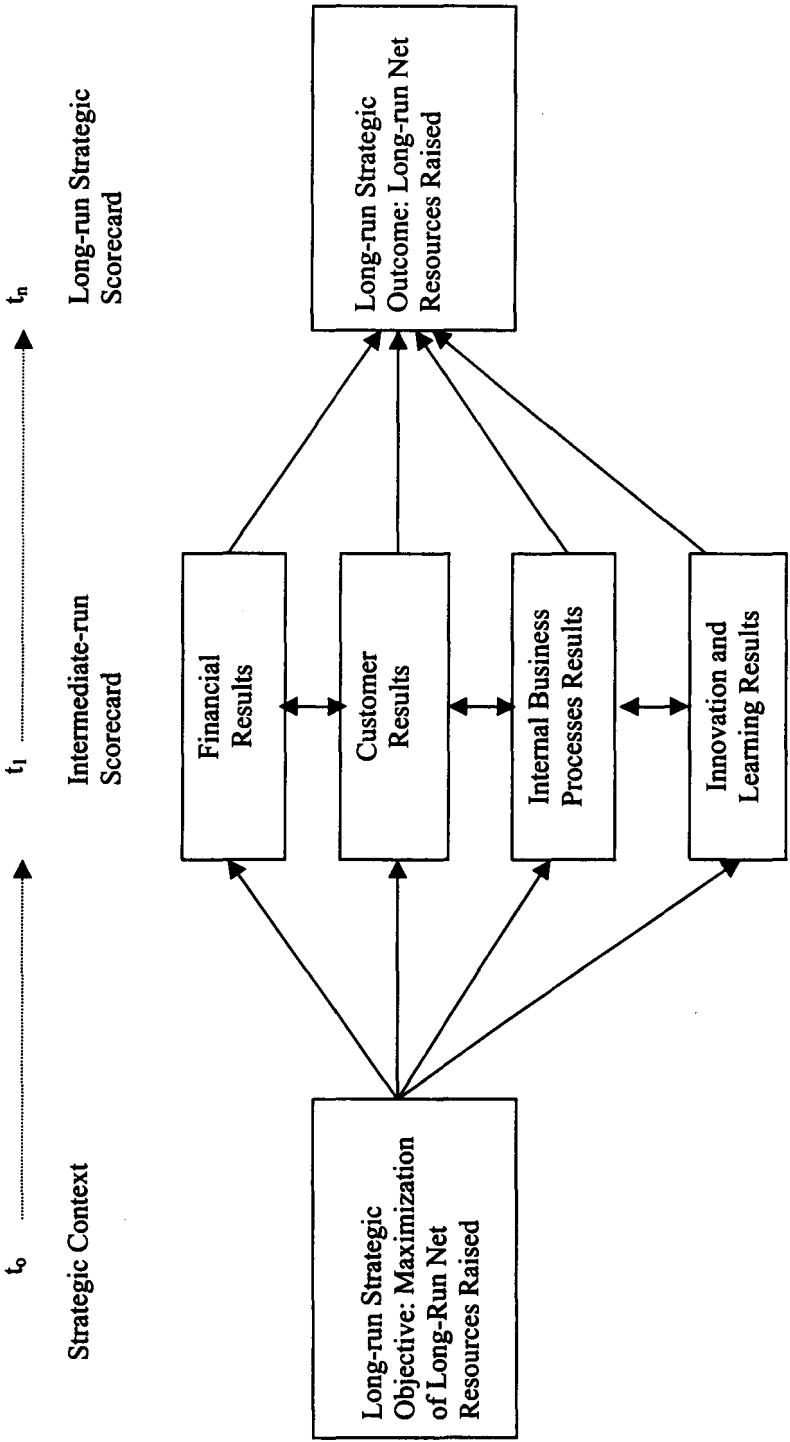 t₀
t₁
tₙ
Strategic Context
Intermediate-run
Scorecard
Long-run Strategic
Scorecard
Long-run Strategic
Objective: Maximization
of Long-Run Net
Resources Raised
Financial
Results
Customer
Results
Internal Business
Processes Results
Innovation and
Learning Results
Long-run Strategic
Outcome: Long-run Net
Resources Raised